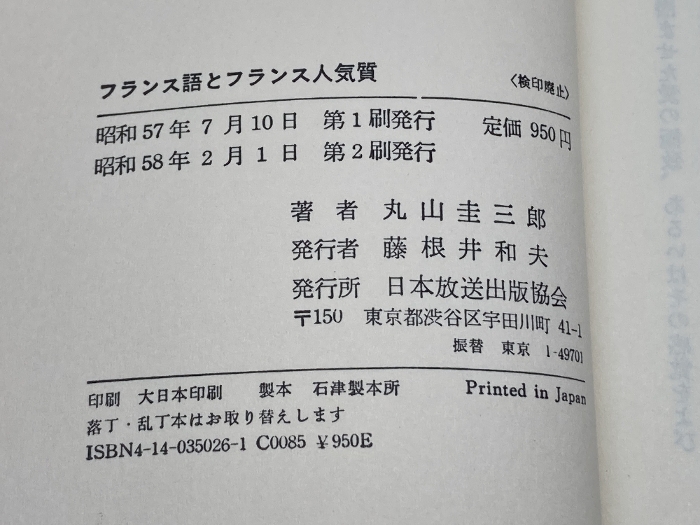 フランス語とフランス人気質 〈検印廃止〉
昭和57年7月10日 第1刷発行 定価 950円
昭和58年2月1日 第2刷発行
著者 丸山圭三郎
発行者 藤根井和夫
発行所 日本放送出版協会
〒150 東京都渋谷区宇田川町 41-1
振替 東京 1-49701
印刷 大日本印刷 製本 石津製本所 Printed in Japan
落丁・乱丁本はお取り替えします
ISBN4-14-035026-1 C0085 ¥950E